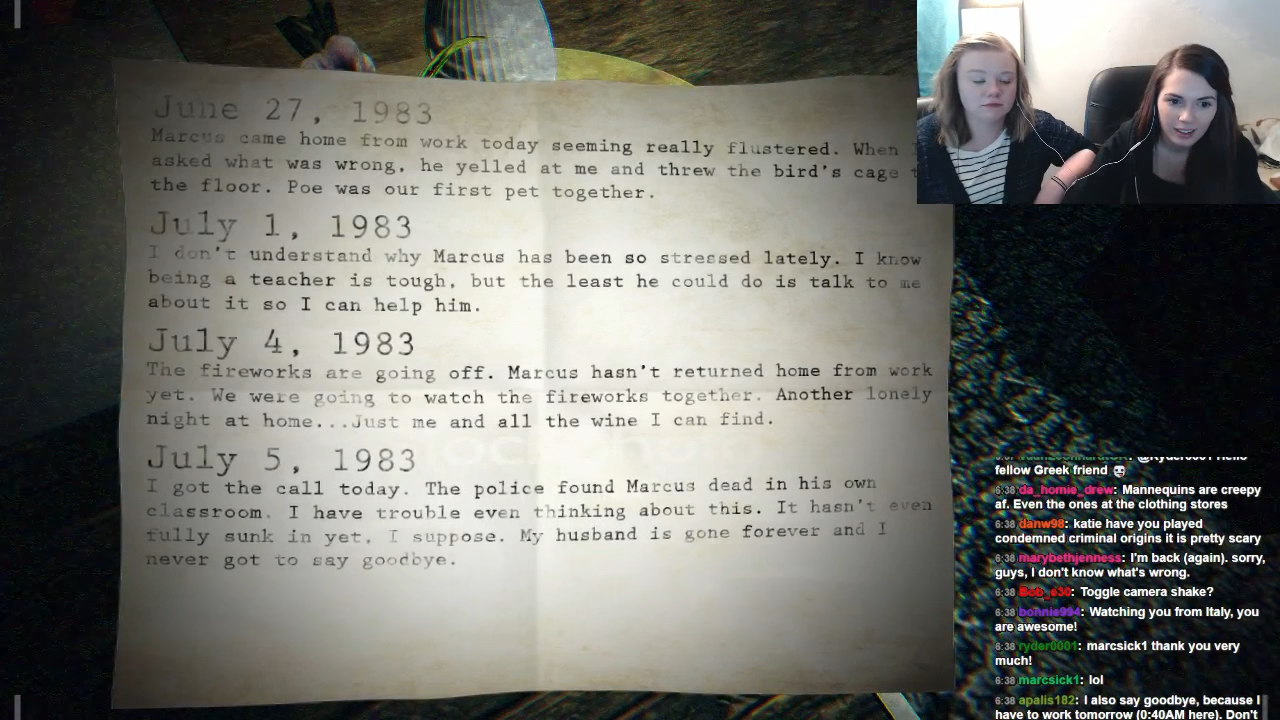 June 27, 1983
Marcus came home from work today seeming really flustered. When
asked what was wrong, he yelled at me and threw the bird's cage
the floor. Poe was our first pet together.
July 1, 1983
I don't understand why Marcus has been so stressed lately. I know
being a teacher is tough, but the least he could do is talk to me
about it so I can help him.
July 4, 1983
The fireworks are going off. Marcus hasn't returned home from work
yet. We were going to watch the fireworks together. Another lonely
night at home...Just me and all the wine I can find.
July 5, 1983
I got the call today. The police found Marcus dead in his own
classroom. I have trouble even thinking about this. It hasn't even
fully sunk in yet, I suppose. My husband is gone forever and I
never got to say goodbye.
fellow Greek friend
6:38 da_homie_drew: Mannequins are creepy
af. Even the ones at the clothing stores
6:38 danw98: katie have you played
condemned criminal origins it is pretty scary
6:38 marybethjenness: I'm back (again). sorry,
guys, I don't know what's wrong.
6:38 Bob_s30: Toggle camera shake?
6:38 bonnie994: Watching you from Italy, you
are awesome!
6:38 ryder0001: marcsick1 thank you very
much!
6:38 marcsick1: lol
6:38 apalis182: I also say goodbye, because I
have to work tomorrow (0:40AM here). Don't